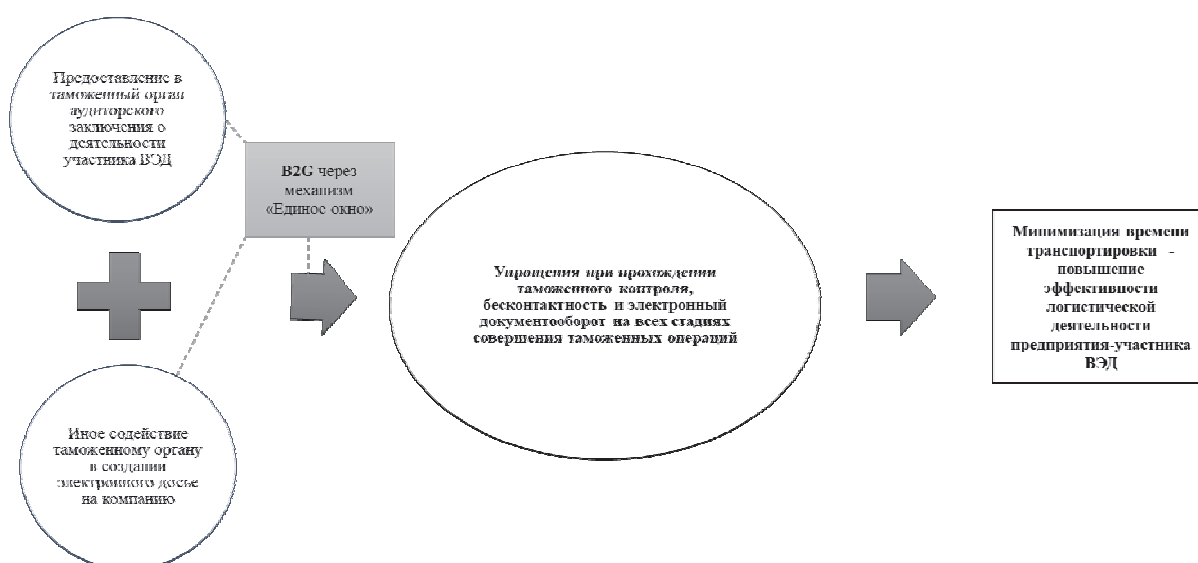 Предоставление в
таможенный орган
аудиторского
заключения о
деятельности
участника ВЭД
B2G через
механизм
«Единое окно»
Иное содействие
таможенному органу
в создании
электронного досье
на компанию
Упрощения при прохождении
таможенного контроля,
бесконтактность и электронный
документооборот на всех стадиях
совершения таможенных операций
Минимизация времени
транспортировки -
повышение
эффективности
логистической
деятельности
предприятия-участника
ВЭД